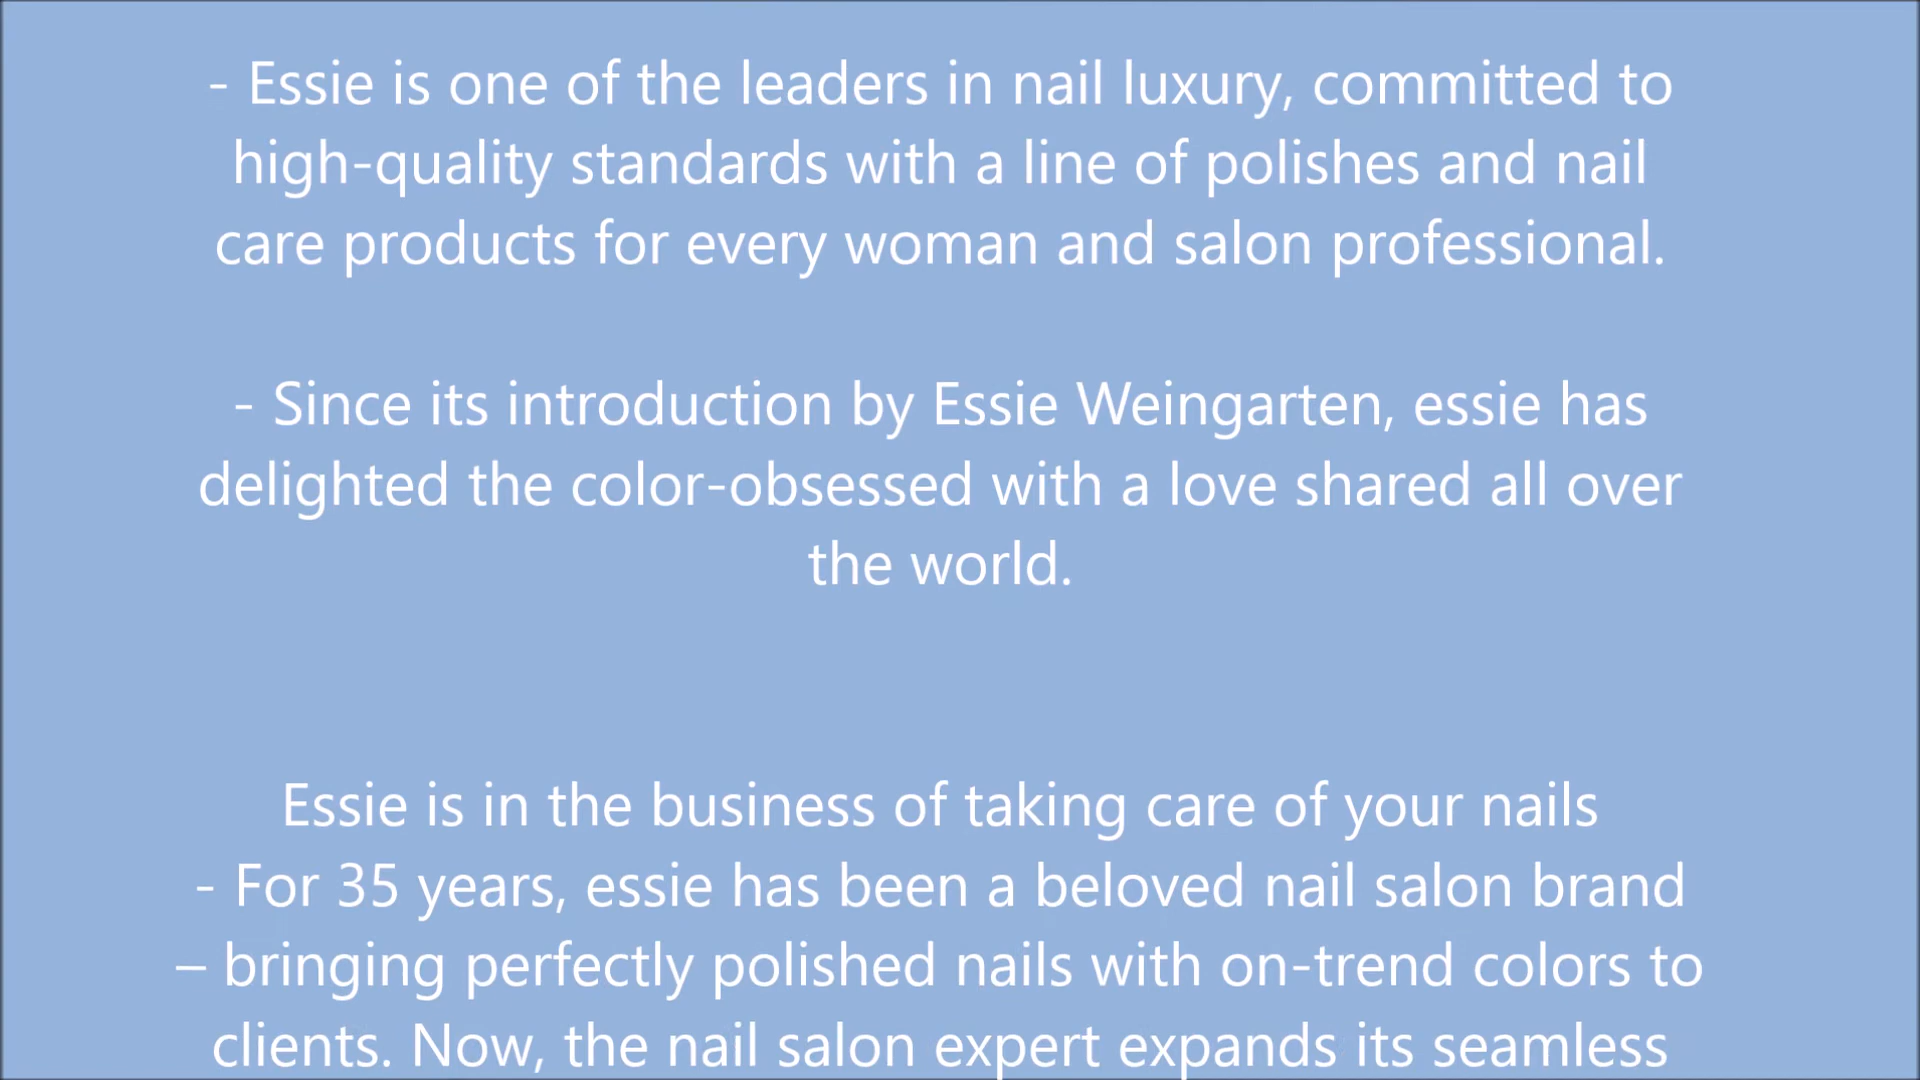 - Essie is one of the leaders in nail luxury, committed to
high-quality standards with a line of polishes and nail
care products for every woman and salon professional.
- Since its introduction by Essie Weingarten, essie has
delighted the color-obsessed with a love shared all over
the world.
Essie is in the business of taking care of your nails
- For 35 years, essie has been a beloved nail salon brand
– bringing perfectly polished nails with on-trend colors to
clients. Now, the nail salon expert expands its seamless